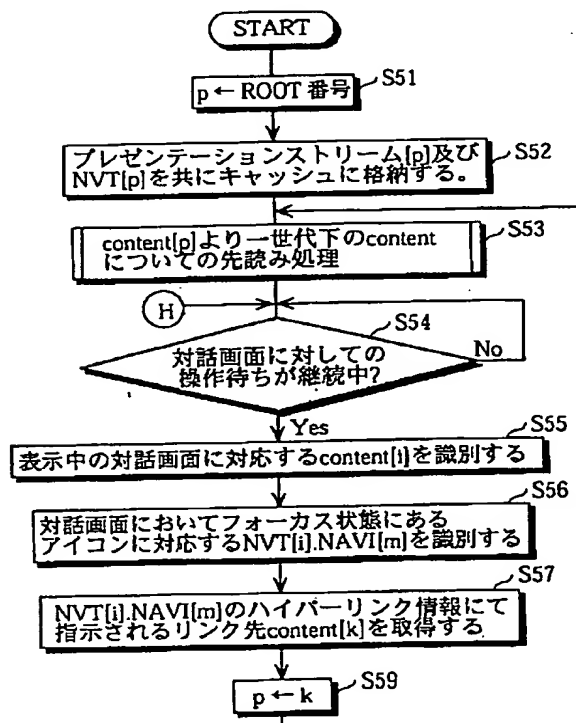 START
S51
p ← ROOT 番号
S52
プレゼンテーションストリーム[p]及び
NVT[p]を共にキャッシュに格納する。
S53
content[p]より一世代下のcontent
についての先読み処理
H
S54
対話画面に対しての
操作待ちが継続中?
No
Yes
S55
表示中の対話画面に対応するcontent[i]を識別する
S56
対話画面においてフォーカス状態にある
アイコンに対応するNVT[i].NAVI[m]を識別する
S57
NVT[i].NAVI[m]のハイパーリンク情報にて
指示されるリンク先content[k]を取得する
S59
p ← k